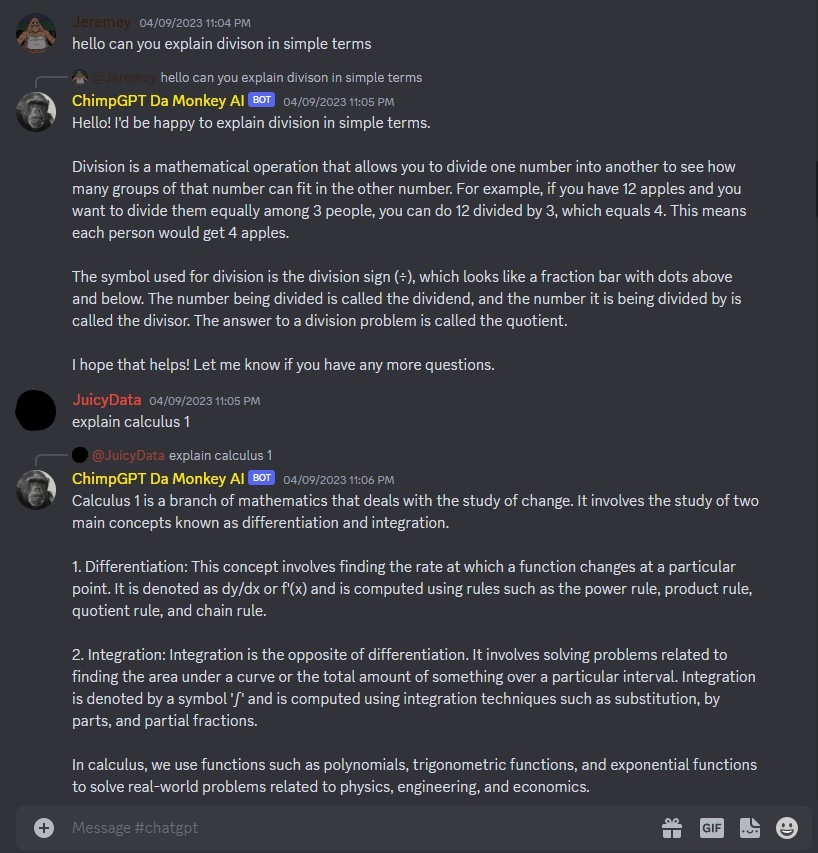 Jeremey 04/09/2023 11:04 PM
hello can you explain divison in simple terms
@Jeremey hello can you explain divison in simple terms
ChimpGPT Da Monkey AI BOT 04/09/2023 11:05 PM
Hello! I'd be happy to explain division in simple terms.
Division is a mathematical operation that allows you to divide one number into another to see how
many groups of that number can fit in the other number. For example, if you have 12 apples and you
want to divide them equally among 3 people, you can do 12 divided by 3, which equals 4. This means
each person would get 4 apples.
The symbol used for division is the division sign (÷), which looks like a fraction bar with dots above
and below. The number being divided is called the dividend, and the number it is being divided by is
called the divisor. The answer to a division problem is called the quotient.
I hope that helps! Let me know if you have any more questions.
JuicyData 04/09/2023 11:05 PM
explain calculus 1
@JuicyData explain calculus 1
ChimpGPT Da Monkey AI BOT 04/09/2023 11:06 PM
Calculus 1 is a branch of mathematics that deals with the study of change. It involves the study of two
main concepts known as differentiation and integration.
1. Differentiation: This concept involves finding the rate at which a function changes at a particular
point. It is denoted as dy/dx or f'(x) and is computed using rules such as the power rule, product rule,
quotient rule, and chain rule.
2. Integration: Integration is the opposite of differentiation. It involves solving problems related to
finding the area under a curve or the total amount of something over a particular interval. Integration
is denoted by a symbol '∫' and is computed using integration techniques such as substitution, by
parts, and partial fractions.
In calculus, we use functions such as polynomials, trigonometric functions, and exponential functions
to solve real-world problems related to physics, engineering, and economics.
Message #chatgpt
GIF